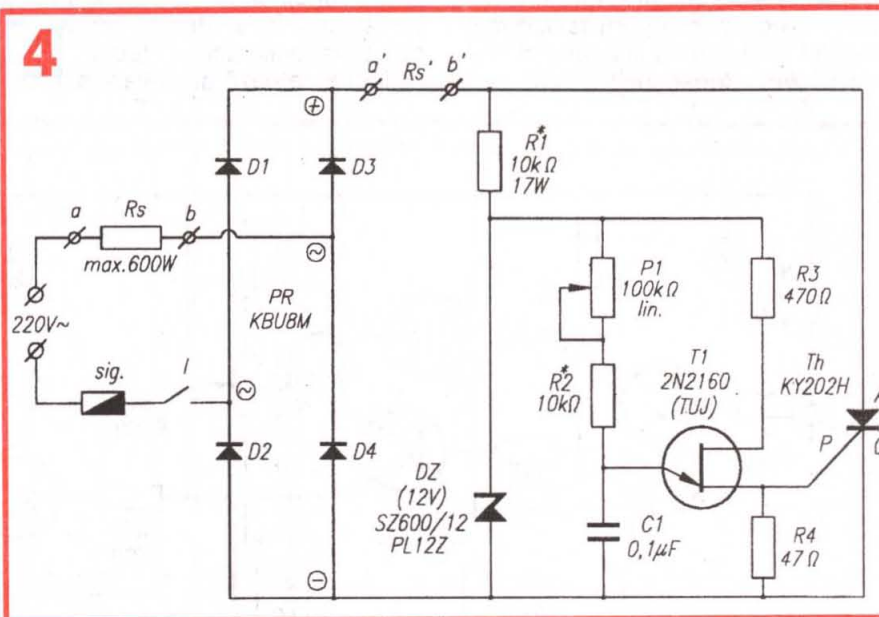 4
a' Rs' b'
R1*
10kΩ
17W
D1
D3
a Rs b
max.600W
P1
100kΩ
lin.
R3
470Ω
PR
KBU8M
220V~
sig.
I
T1
2N2160
(TUJ)
Th
KY202H
R2*
10kΩ
A
P
D2
D4
DZ
(12V)
SZ600/12
PL12Z
C1
0,1µF
R4
47Ω